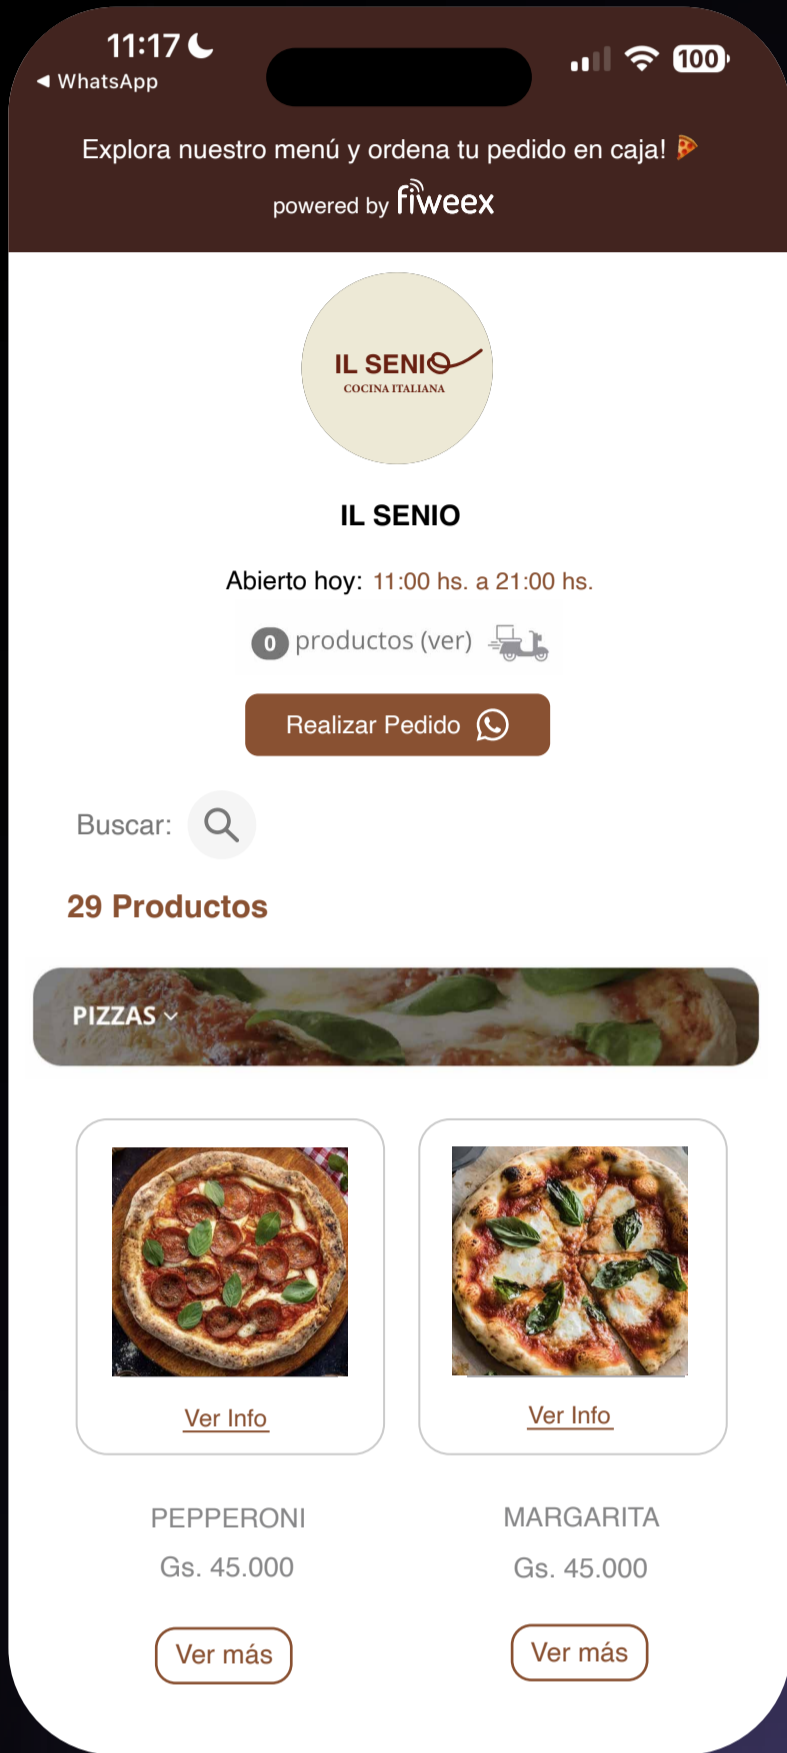 11:17
100
◀ WhatsApp
Explora nuestro menú y ordena tu pedido en caja! 🍕
powered by fiweex
IL SENIO
COCINA ITALIANA
IL SENIO
Abierto hoy: 11:00 hs. a 21:00 hs.
0 productos (ver)
Realizar Pedido
Buscar:
29 Productos
PIZZAS
Ver Info
Ver Info
PEPPERONI
MARGARITA
Gs. 45.000
Gs. 45.000
Ver más
Ver más